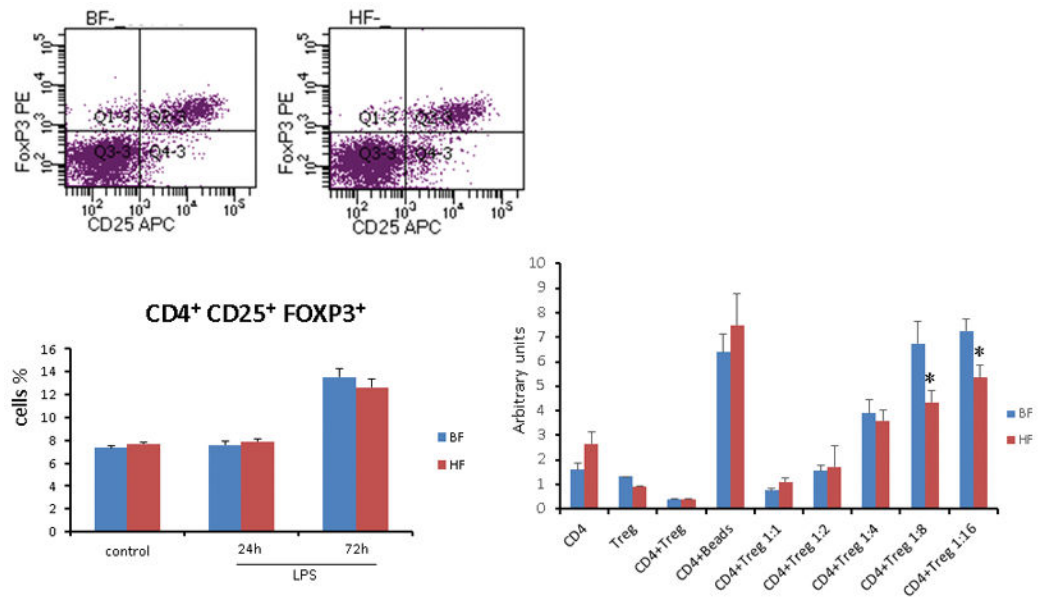 BF-
HF-
FoxP3 PE
10⁵
10⁴
10³
10²
Q1-3
Q2-3
Q3-3
Q4-3
10²
10³
10⁴
10⁵
CD25 APC
FoxP3 PE
10⁵
10⁴
10³
10²
Q1-3
Q2-3
Q3-3
Q4-3
10²
10³
10⁴
10⁵
CD25 APC
CD4⁺ CD25⁺ FOXP3⁺
cells %
16
14
12
10
8
6
4
2
0
control
24h
72h
LPS
BF
HF
Arbitrary units
10
9
8
7
6
5
4
3
2
1
0
*
*
CD4
Treg
CD4+Treg
CD4+Beads
CD4+Treg 1:1
CD4+Treg 1:2
CD4+Treg 1:4
CD4+Treg 1:8
CD4+Treg 1:16
BF
HF